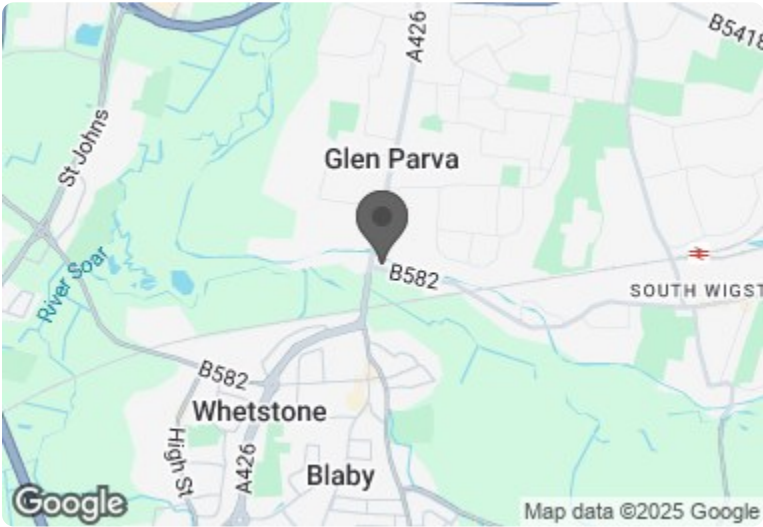 A426
B5418
St Johns
Glen Parva
B582
River Soar
SOUTH WIGST
B582
Whetstone
High St
A426
Blaby
Google
Map data ©2025 Google